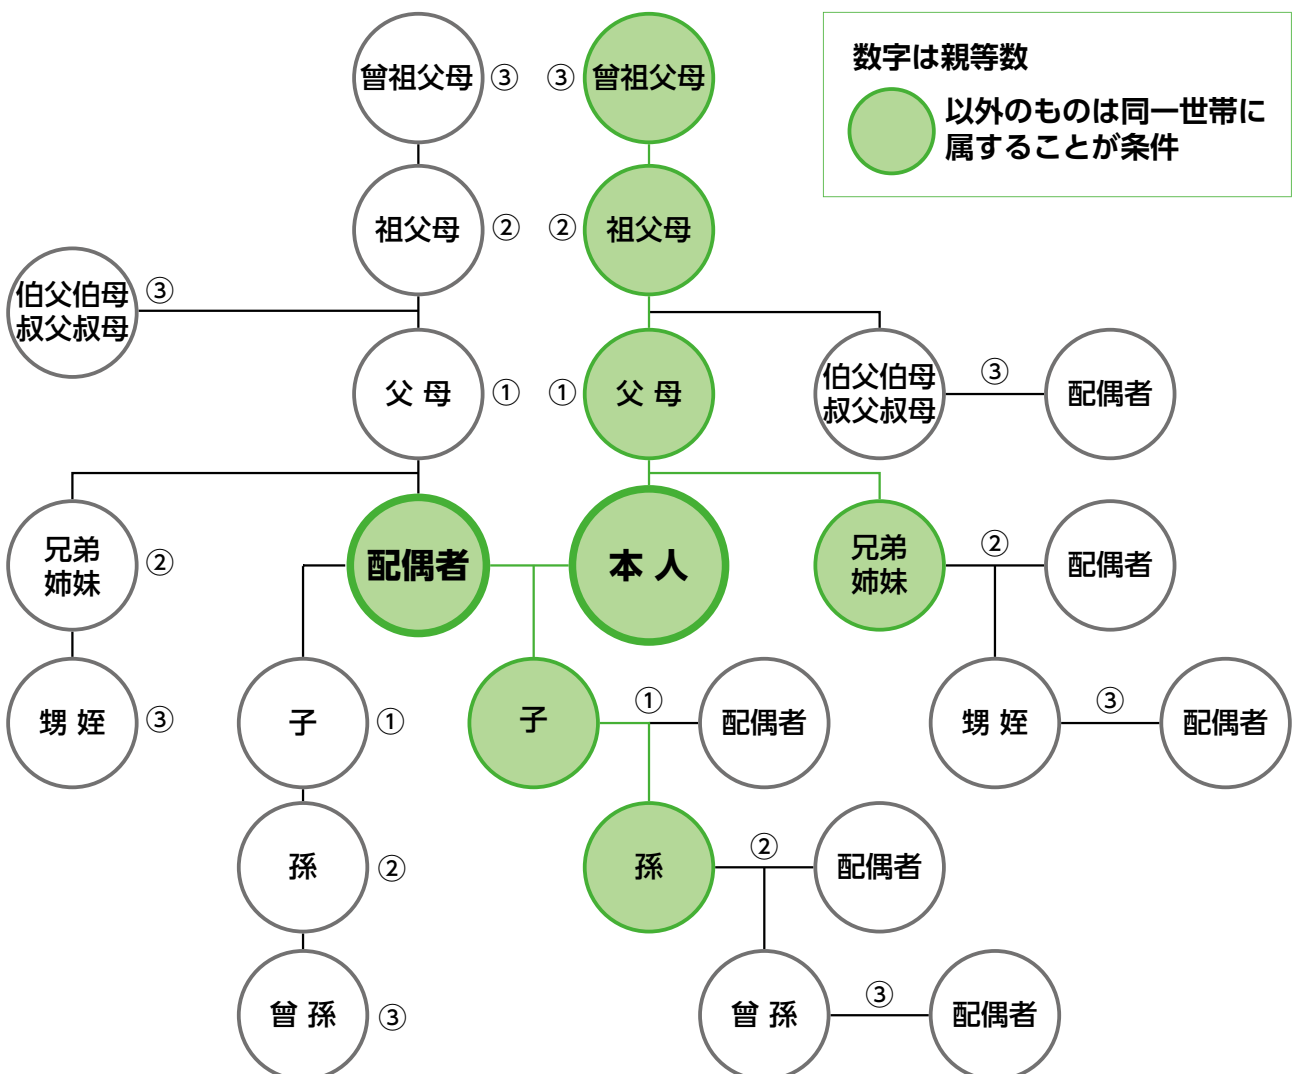 曾祖父母 ③ ③ 曾祖父母
数字は親等数
以外のものは同一世帯に
属することが条件
祖父母 ② ② 祖父母
伯父伯母 ③
叔父叔母
父 母 ① ① 父 母
伯父伯母 ③ 配偶者
叔父叔母
兄弟 ②
姉妹
配偶者
本 人
兄弟 ② 配偶者
姉妹
甥 姪 ③
子 ①
子 ① 配偶者
甥 姪 ③ 配偶者
孫 ②
孫 ② 配偶者
曾 孫 ③
曾 孫 ③ 配偶者